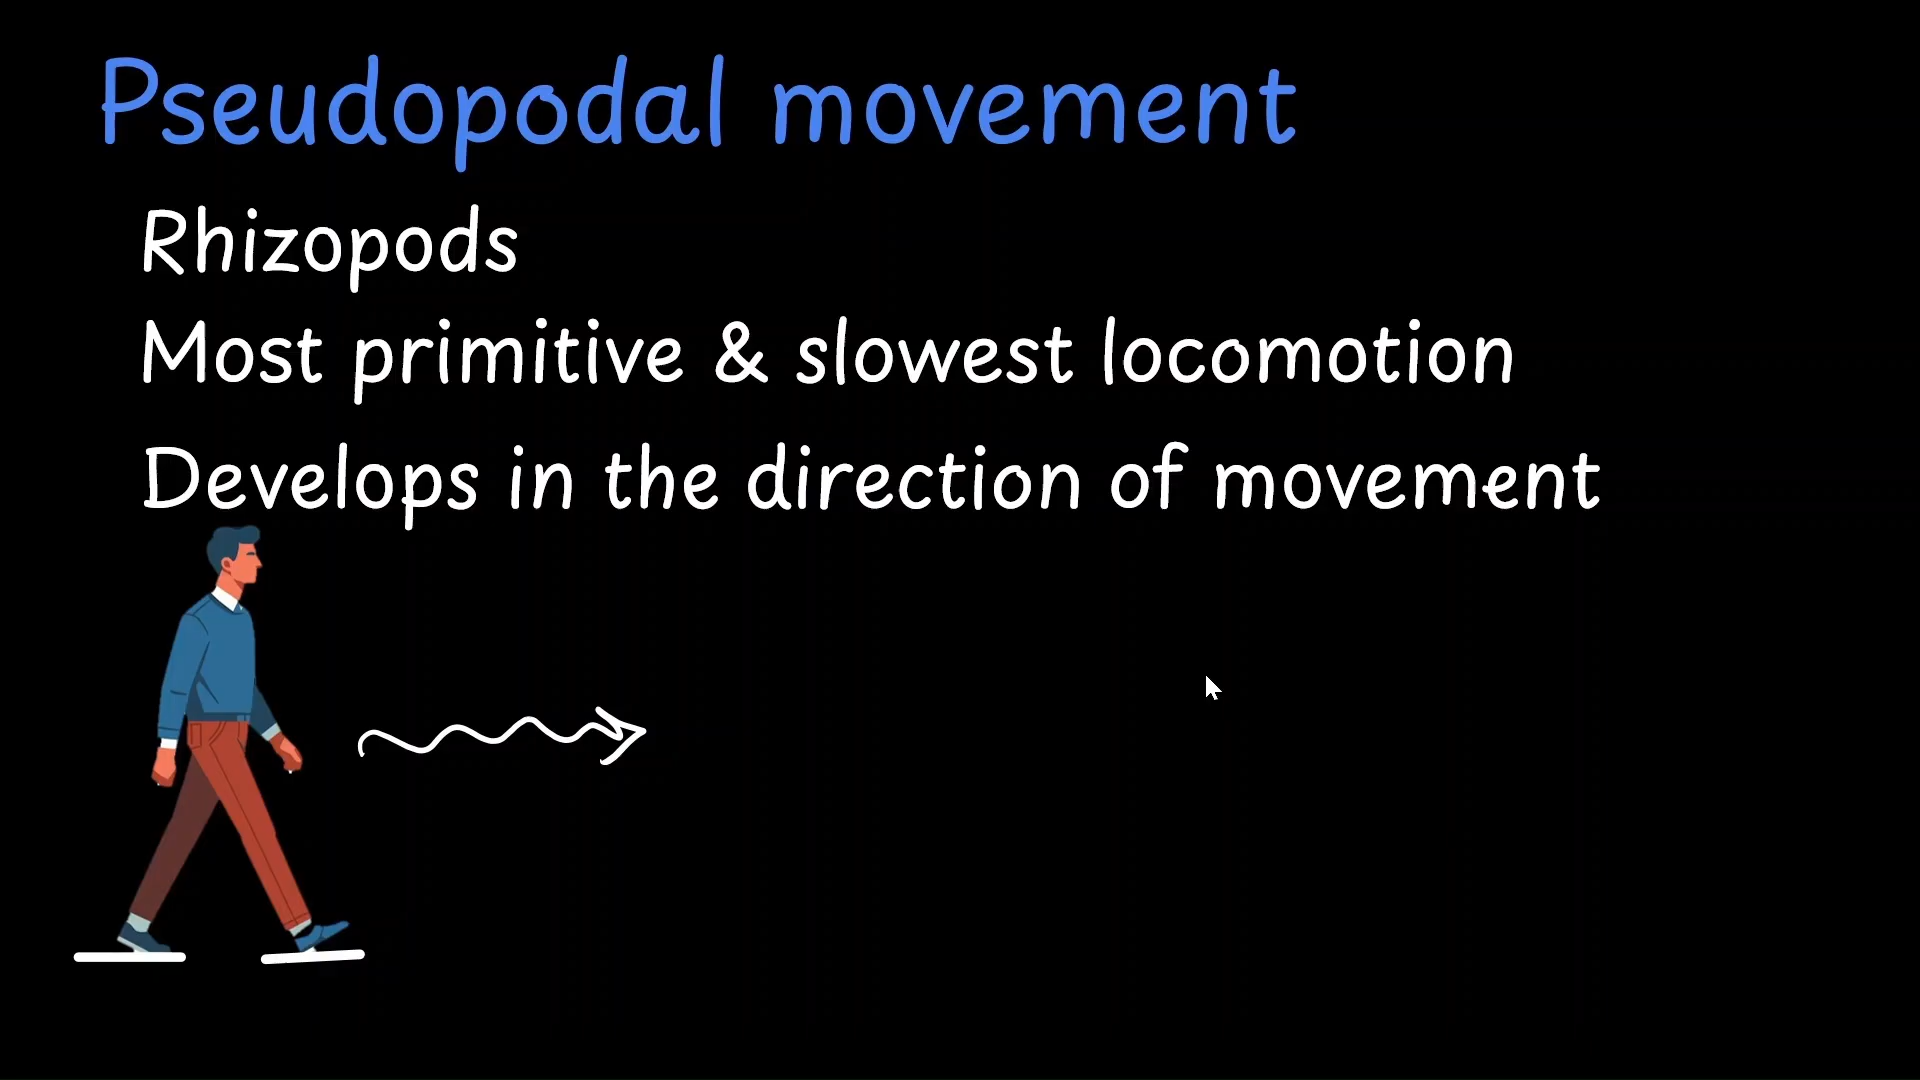 Pseudopodal movement
Rhizopods
Most primitive & slowest locomotion
Develops in the direction of movement